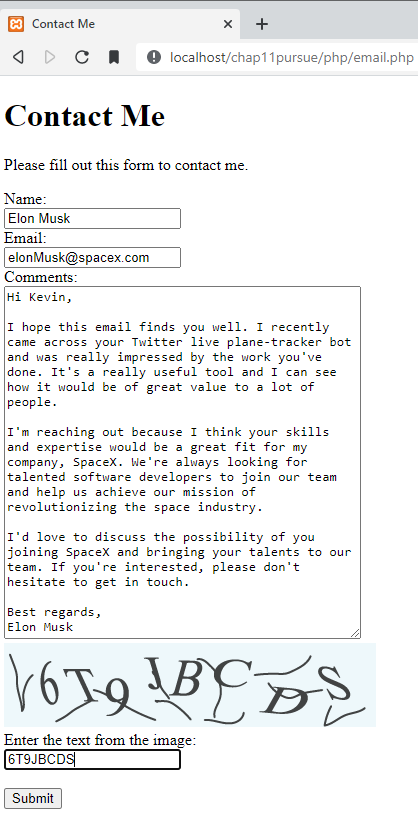 Contact Me
localhost/chap11pursue/php/email.php
Contact Me
Please fill out this form to contact me.
Name:
Elon Musk
Email:
elonMusk@spacex.com
Comments:
Hi Kevin,
I hope this email finds you well. I recently
came across your Twitter live plane-tracker bot
and was really impressed by the work you've
done. It's a really useful tool and I can see
how it would be of great value to a lot of
people.
I'm reaching out because I think your skills
and expertise would be a great fit for my
company, SpaceX. We're always looking for
talented software developers to join our team
and help us achieve our mission of
revolutionizing the space industry.
I'd love to discuss the possibility of you
joining SpaceX and bringing your talents to our
team. If you're interested, please don't
hesitate to get in touch.
Best regards,
Elon Musk
6T9JBCDS
Enter the text from the image:
6T9JBCDS
Submit